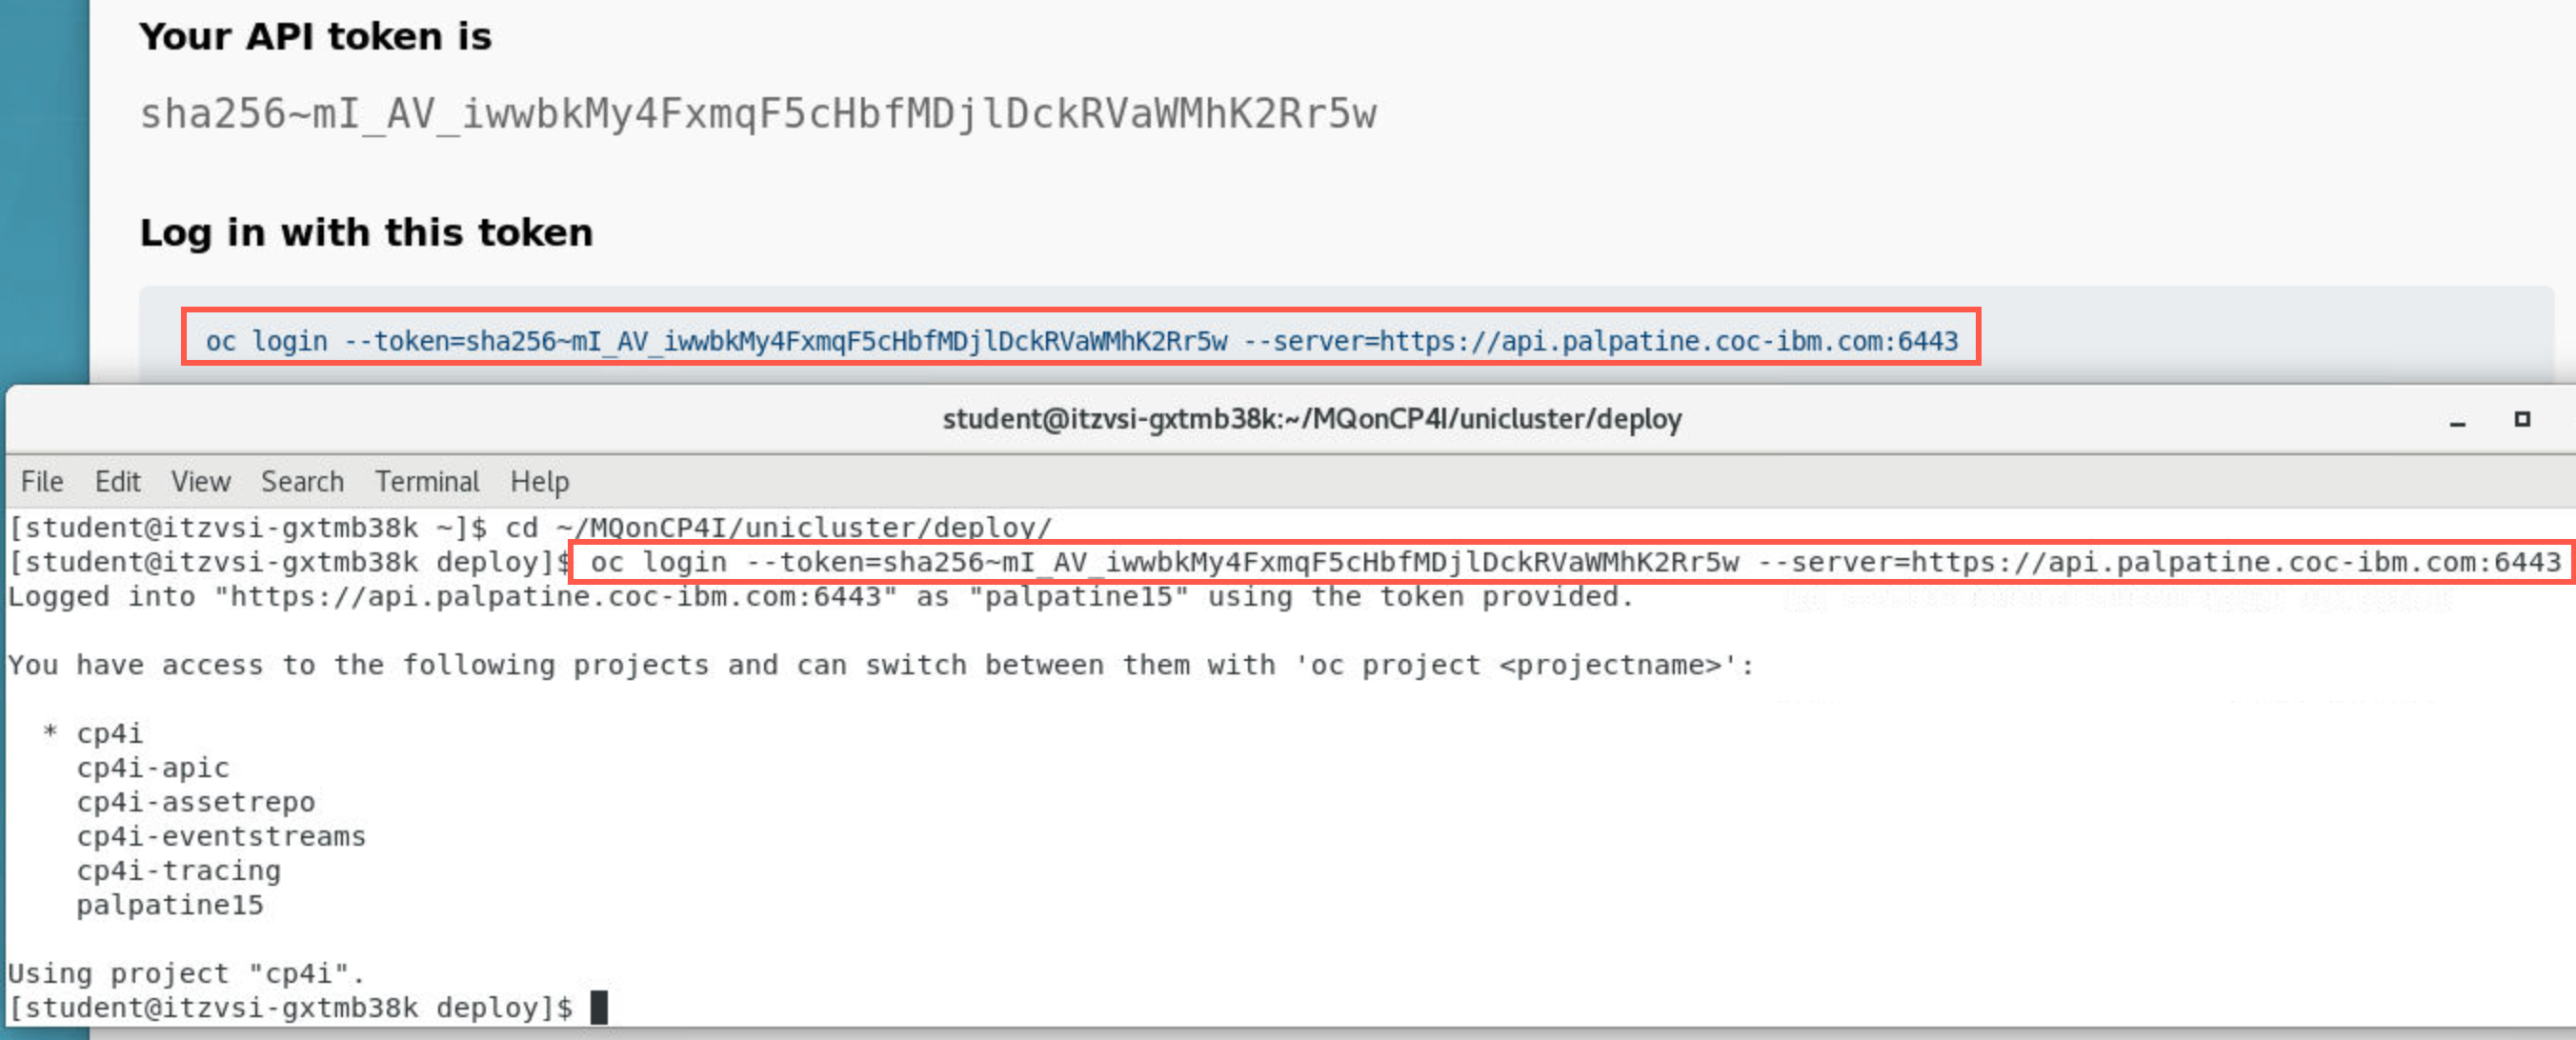 Your API token is
sha256~mI_AV_iwwbkMy4FxmqF5cHbfMDjlDckRVaWMhK2Rr5w
Log in with this token
oc login --token=sha256~mI_AV_iwwbkMy4FxmqF5cHbfMDjlDckRVaWMhK2Rr5w --server=https://api.palpatine.coc-ibm.com:6443
student@itzvsi-gxtmb38k:~/MQonCP4I/unicluster/deploy
File Edit View Search Terminal Help
[student@itzvsi-gxtmb38k ~]$ cd ~/MQonCP4I/unicluster/deploy/
[student@itzvsi-gxtmb38k deploy]$ oc login --token=sha256~mI_AV_iwwbkMy4FxmqF5cHbfMDjlDckRVaWMhK2Rr5w --server=https://api.palpatine.coc-ibm.com:6443
Logged into "https://api.palpatine.coc-ibm.com:6443" as "palpatine15" using the token provided.
You have access to the following projects and can switch between them with 'oc project <projectname>':
* cp4i
cp4i-apic
cp4i-assetrepo
cp4i-eventstreams
cp4i-tracing
palpatine15
Using project "cp4i".
[student@itzvsi-gxtmb38k deploy]$